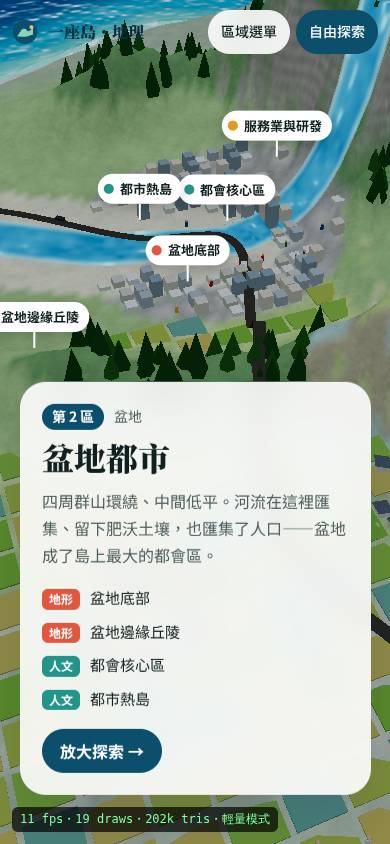 一座島·地理
區域選單
自由探索
服務業與研發
都市熱島
都會核心區
盆地底部
盆地邊緣丘陵
第 2 區
盆地
盆地都市
四周群山環繞、中間低平。河流在這裡匯
集、留下肥沃土壤,也匯集了人口——盆地
成了島上最大的都會區。
地形 盆地底部
地形 盆地邊緣丘陵
人文 都會核心區
人文 都市熱島
放大探索 →
11 fps · 19 draws · 202k tris · 輕量模式